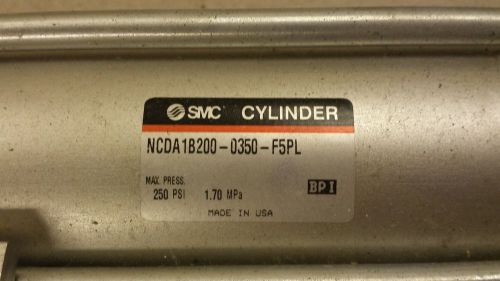 SMC CYLINDER
NCDA1B200-0350-F5PL
MAX. PRESS.
250 PSI 1.70 MPa
BPI
MADE IN USA